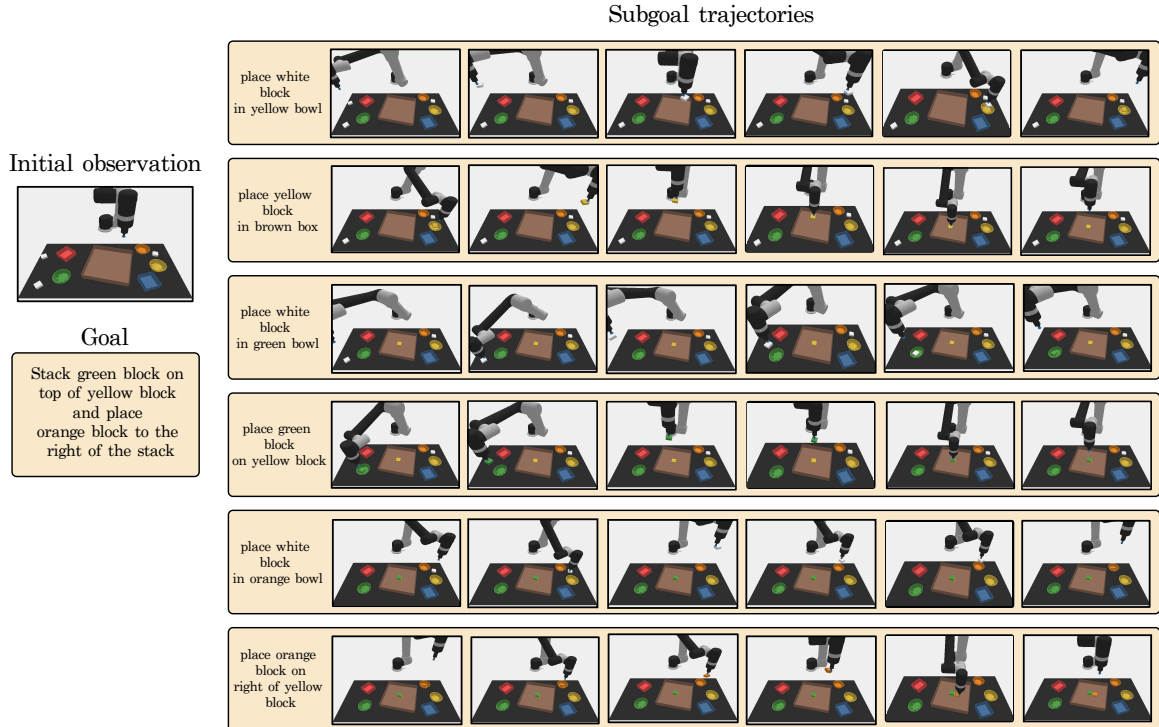 Subgoal trajectories
place white
block
in yellow bowl
Initial observation
place yellow
block
in brown box
place white
block
in green bowl
Goal
Stack green block on
top of yellow block
and place
orange block to the
right of the stack
place green
block
on yellow block
place white
block
in orange bowl
place orange
block on
right of yellow
block